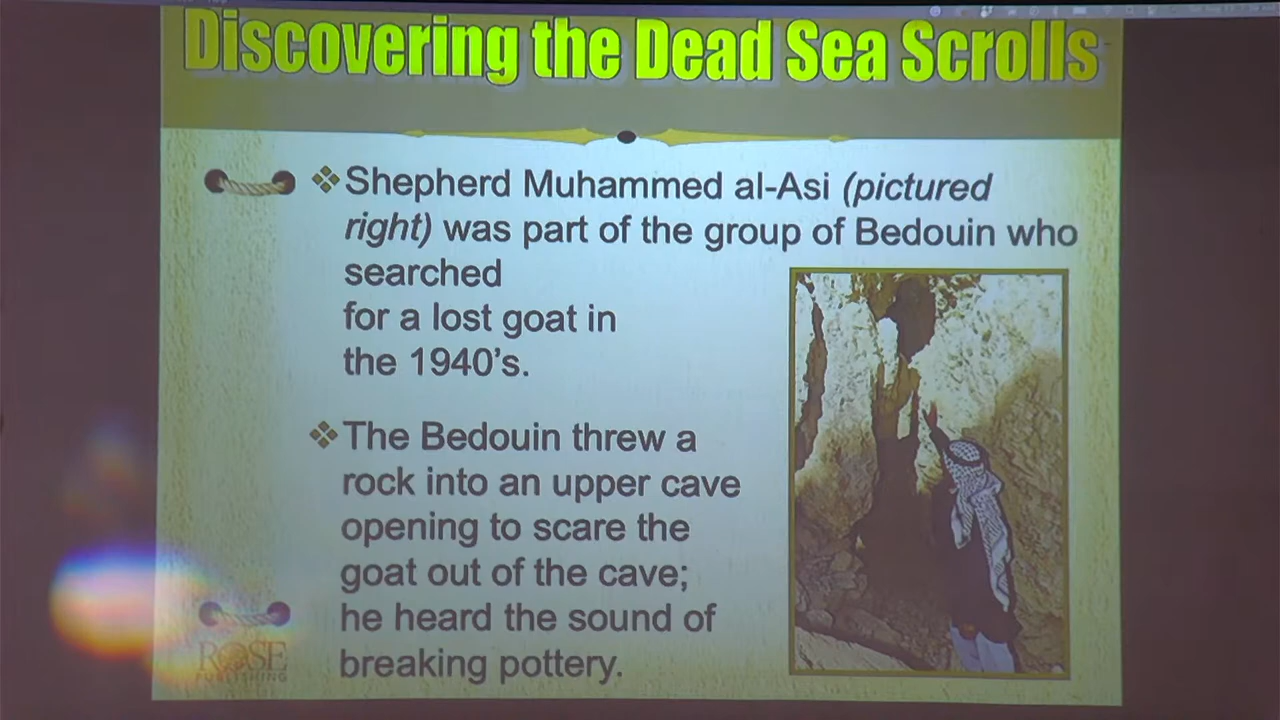 Discovering the Dead Sea Scrolls
❖Shepherd Muhammed al-Asi (pictured
right) was part of the group of Bedouin who
searched
for a lost goat in
the 1940’s.
❖The Bedouin threw a
rock into an upper cave
opening to scare the
goat out of the cave;
he heard the sound of
breaking pottery.
ROSE
PUBLISHING